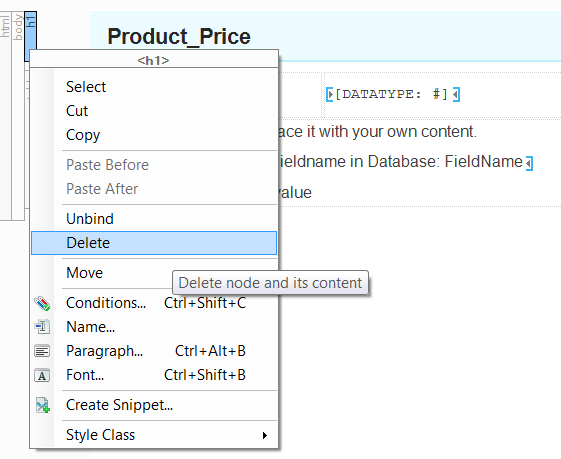 html
body
h1
Product_Price
<h1>
Select
[DATATYPE: #]
Cut
Copy
ace it with your own content.
Paste Before
ieldname in Database: FieldName
Paste After
value
Unbind
Delete
Move
Delete node and its content
Conditions... Ctrl+Shift+C
Name...
Paragraph... Ctrl+Alt+B
Font... Ctrl+Shift+B
Create Snippet...
Style Class